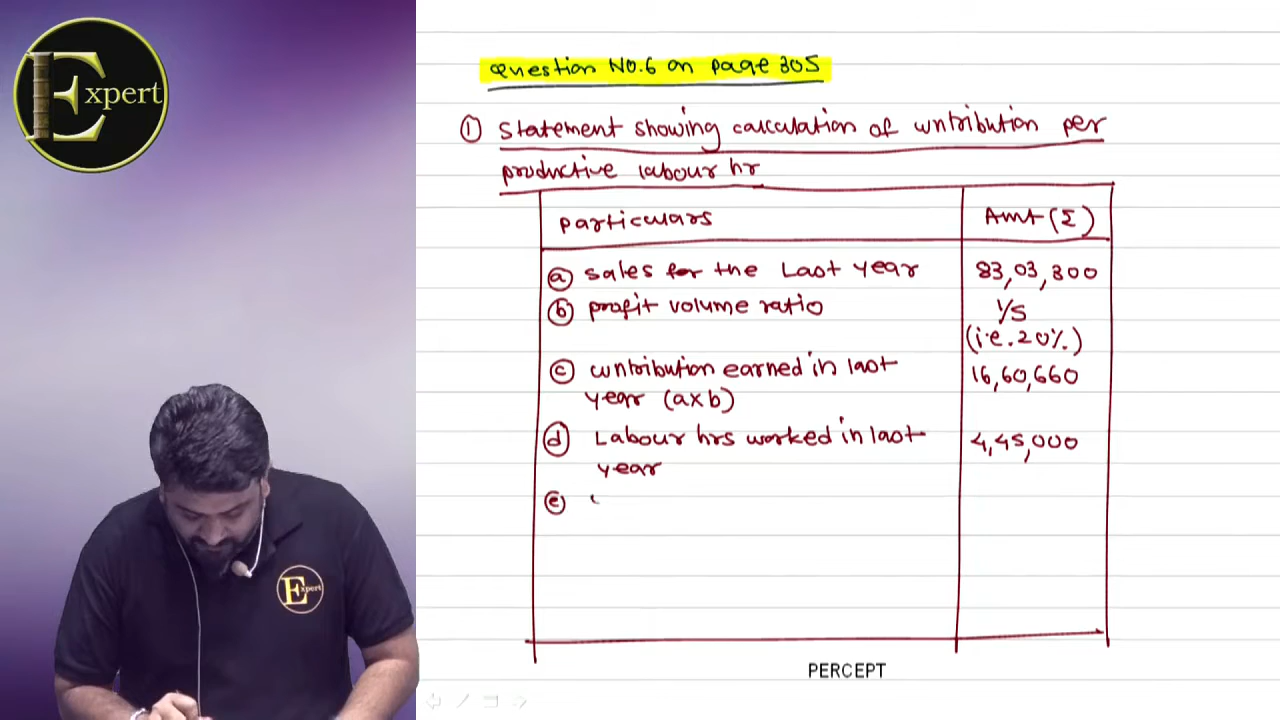 Expert
Question No.6 on page 305
① Statement showing calculation of contribution per
productive labour hr
Particulars Amt (Σ)
ⓐ Sales for the Last year 83,03,300
ⓑ profit volume ratio 1/5
(i.e. 20%.)
ⓒ contribution earned in last 16,60,660
year (axb)
ⓓ Labour hrs worked in last 4,45,000
year
ⓔ
Expert
PERCEPT